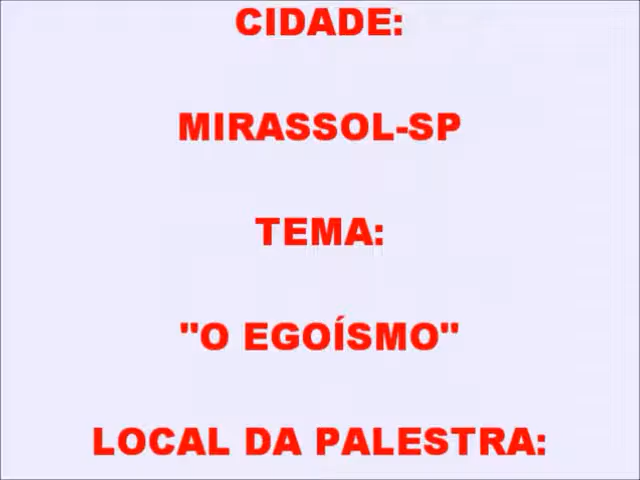 CIDADE:
MIRASSOL-SP
TEMA:
"O EGOÍSMO"
LOCAL DA PALESTRA: